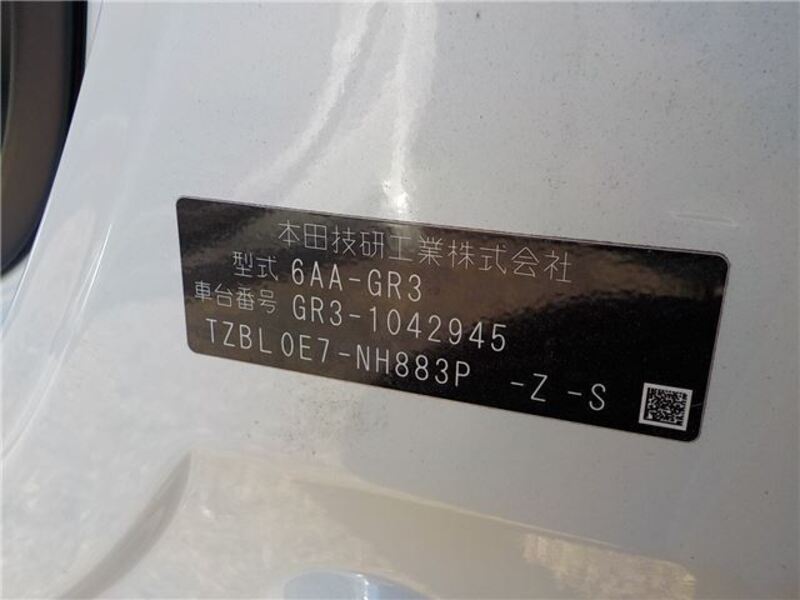 本田技研工業株式会社
型式 6AA-GR3
車台番号 GR3-1042945
TZBL0E7-NH883P -Z -S